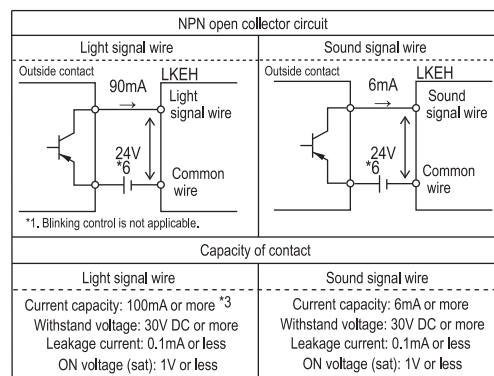 NPN open collector circuit
Light signal wire
Sound signal wire
Outside contact
90mA
LKEH
Light
signal wire
24V
*6
Common
wire
*1. Blinking control is not applicable.
Outside contact
6mA
LKEH
Sound
signal wire
24V
*6
Common
wire
Capacity of contact
Light signal wire
Sound signal wire
Current capacity: 100mA or more *3
Withstand voltage: 30V DC or more
Leakage current: 0.1mA or less
ON voltage (sat): 1V or less
Current capacity: 6mA or more
Withstand voltage: 30V DC or more
Leakage current: 0.1mA or less
ON voltage (sat): 1V or less